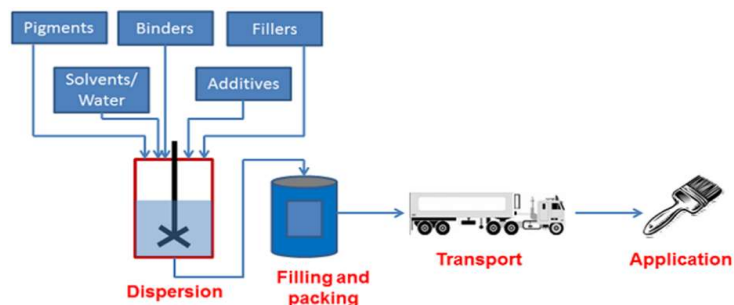 Pigments
Binders
Fillers
Solvents/
Water
Additives
Dispersion
Filling and
packing
Transport
Application